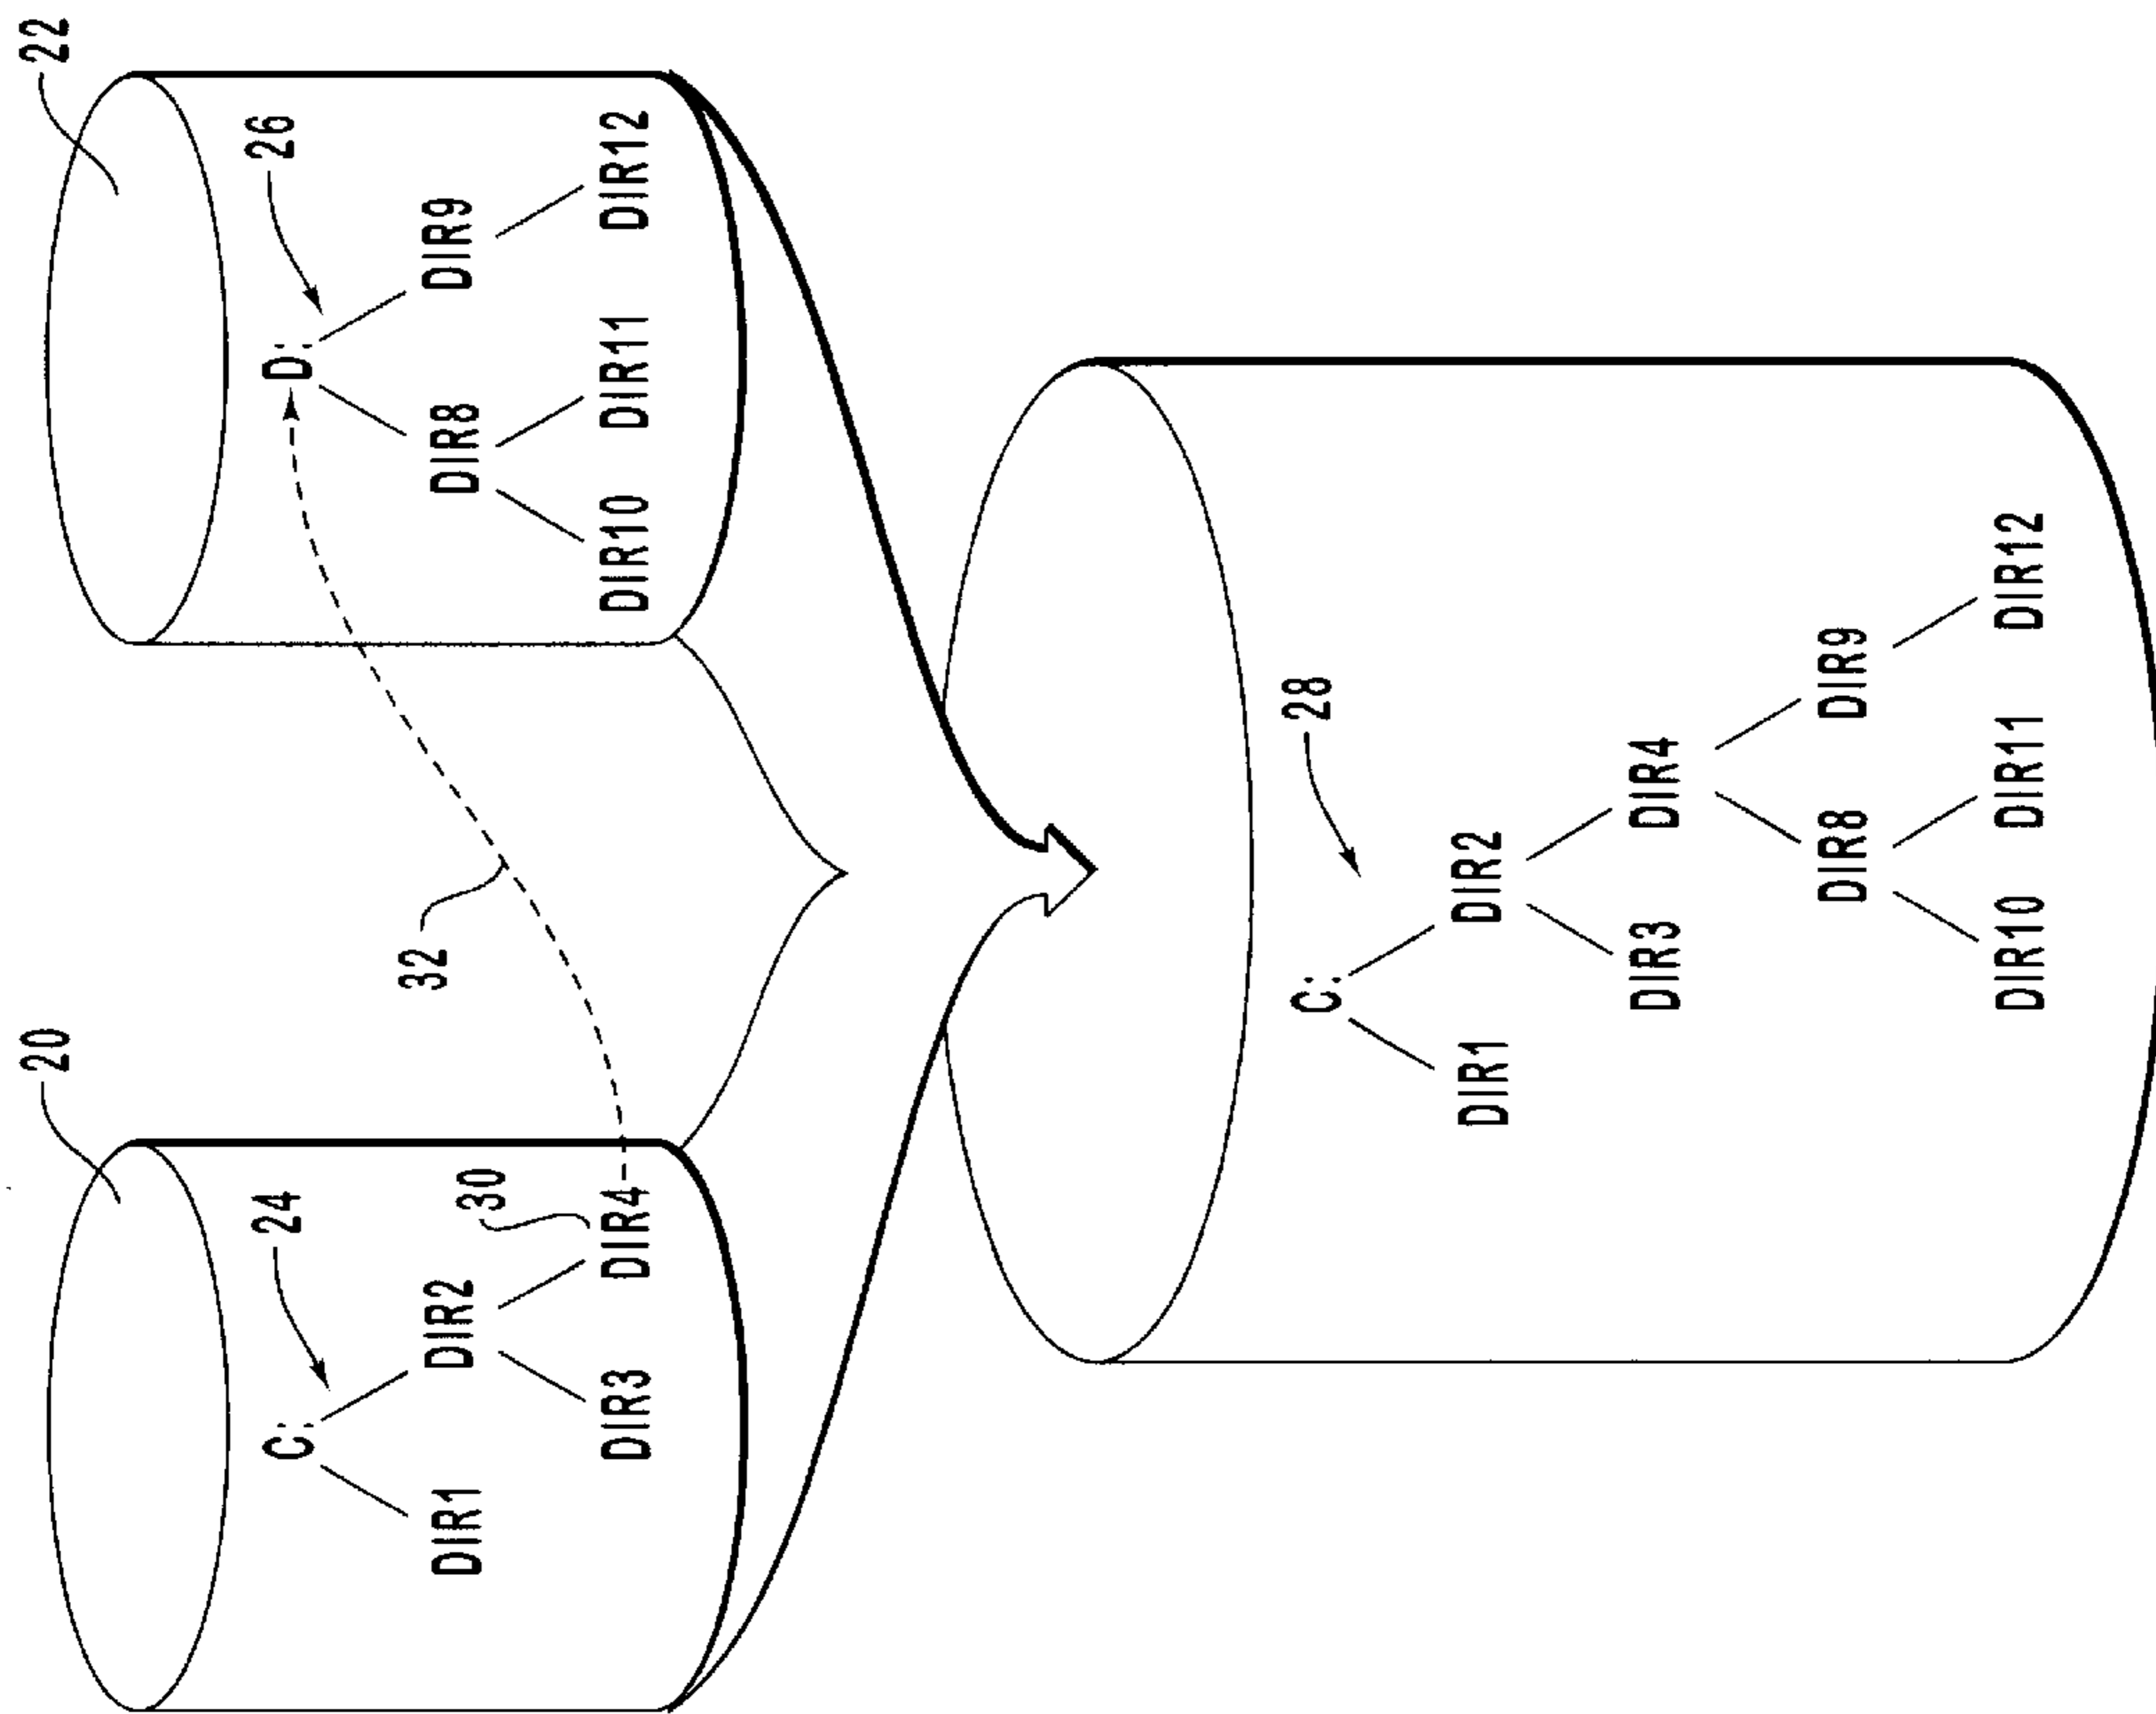 20
22
24
C:
DIR1 DIR2
30
DIR3 DIR4
32
26
D:
DIR8 DIR9
DIR10 DIR11 DIR12
28
C:
DIR1 DIR2
DIR3 DIR4
DIR8 DIR9
DIR10 DIR11 DIR12